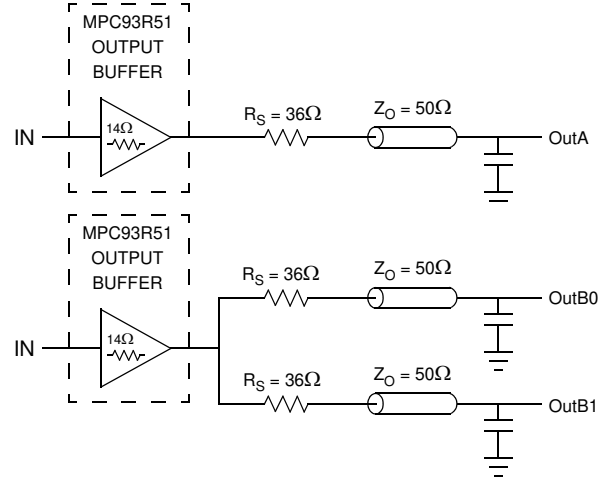 MPC93R51
OUTPUT
BUFFER
IN
14Ω
R_S = 36Ω
Z_O = 50Ω
OutA
MPC93R51
OUTPUT
BUFFER
IN
14Ω
R_S = 36Ω
Z_O = 50Ω
OutB0
R_S = 36Ω
Z_O = 50Ω
OutB1